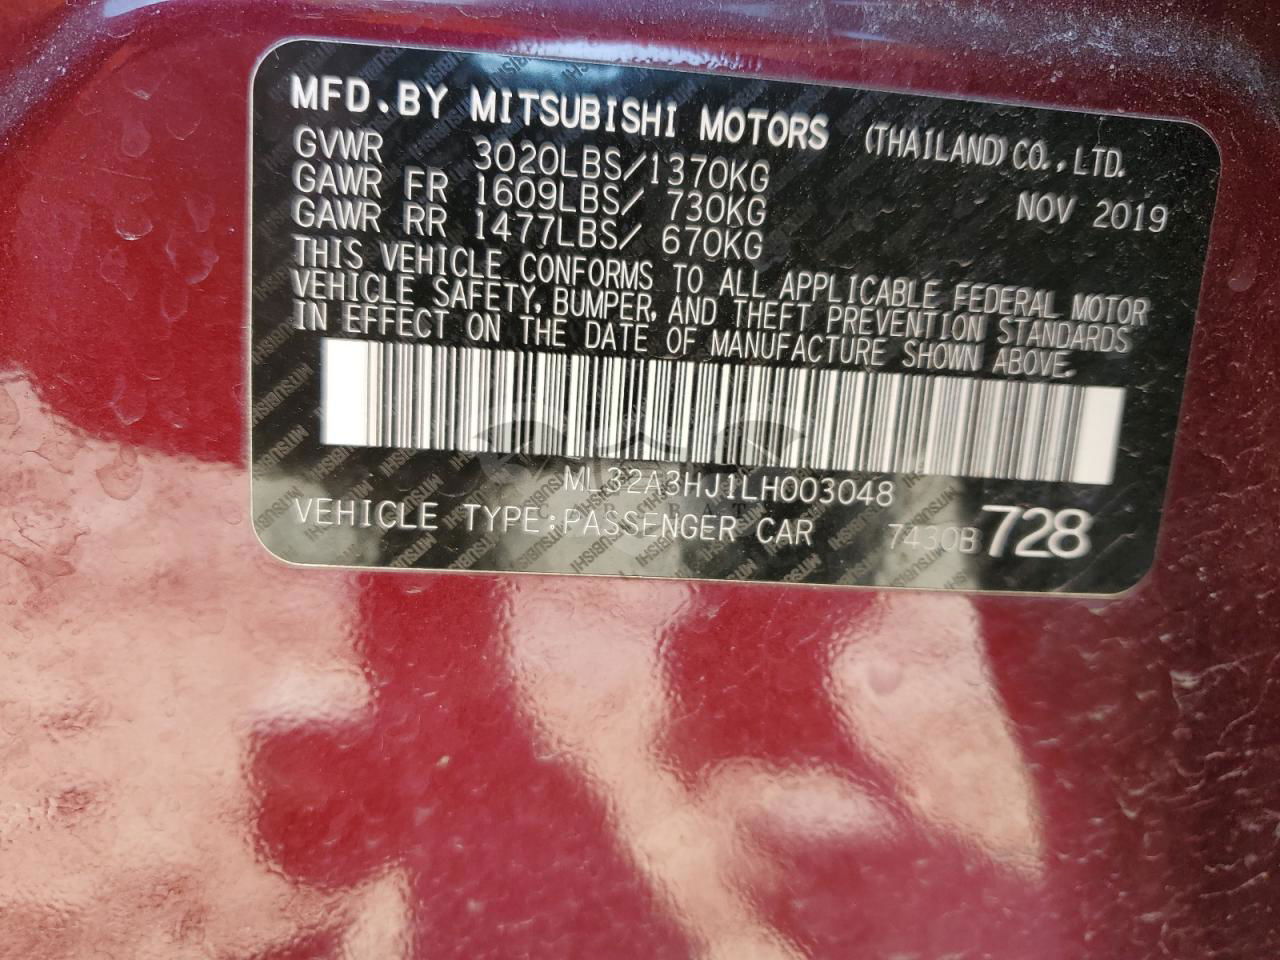 MFD.BY MITSUBISHI MOTORS (THAILAND) CO., LTD.
GVWR 3020LBS/1370KG
GAWR FR 1609LBS/ 730KG NOV 2019
GAWR RR 1477LBS/ 670KG
THIS VEHICLE CONFORMS TO ALL APPLICABLE FEDERAL MOTOR
VEHICLE SAFETY, BUMPER, AND THEFT PREVENTION STANDARDS
IN EFFECT ON THE DATE OF MANUFACTURE SHOWN ABOVE.
ML32A3HJ1LH003048
VEHICLE TYPE:PASSENGER CAR 7430B 728